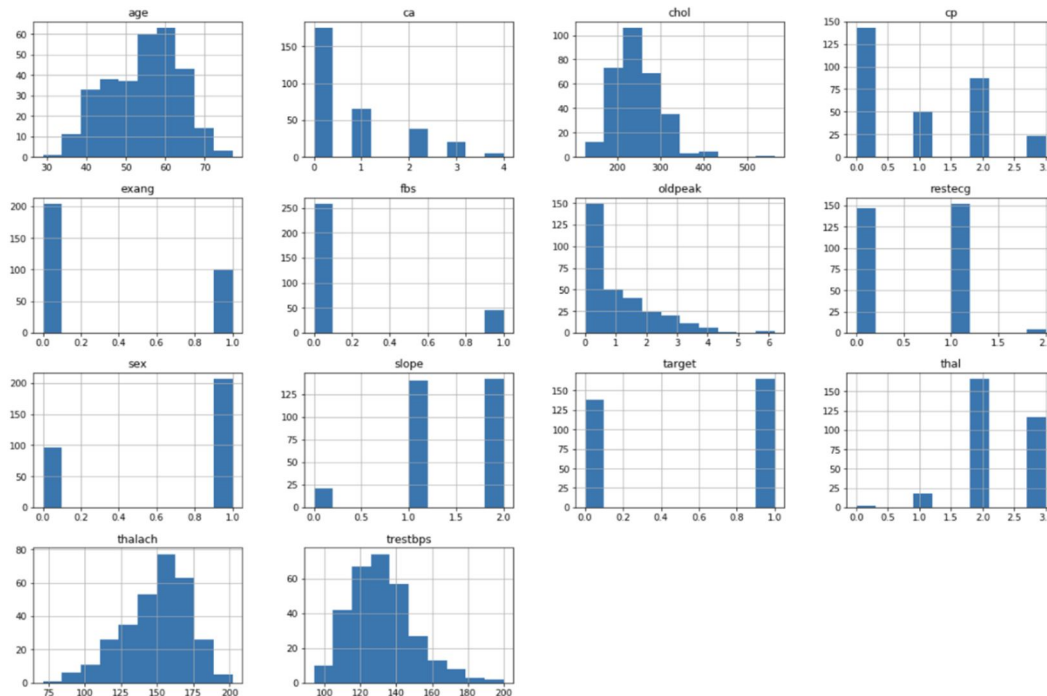 age
60
50
40
30
20
10
0
30 40 50 60 70
ca
150
100
50
0
0 1 2 3 4
chol
100
80
60
40
20
0
200 300 400 500
cp
150
125
100
75
50
25
0
0.0 0.5 1.0 1.5 2.0 2.5 3.
exang
200
150
100
50
0
0.0 0.2 0.4 0.6 0.8 1.0
fbs
250
200
150
100
50
0
0.0 0.2 0.4 0.6 0.8 1.0
oldpeak
150
125
100
75
50
25
0
0 1 2 3 4 5 6
restecg
150
125
100
75
50
25
0
0.0 0.5 1.0 1.5 2.
sex
200
150
100
50
0
0.0 0.2 0.4 0.6 0.8 1.0
slope
125
100
75
50
25
0
0.0 0.5 1.0 1.5 2.0
target
150
125
100
75
50
25
0
0.0 0.2 0.4 0.6 0.8 1.0
thal
150
125
100
75
50
25
0
0.0 0.5 1.0 1.5 2.0 2.5 3.
thalach
80
60
40
20
0
75 100 125 150 175 200
trestbps
60
40
20
0
100 120 140 160 180 200